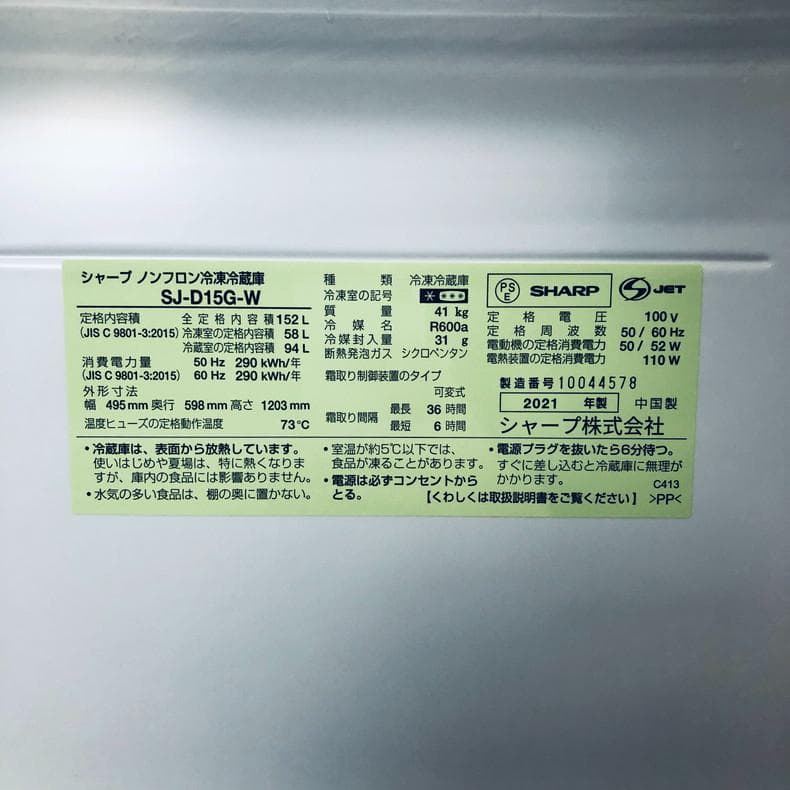 シャープ ノンフロン冷凍冷蔵庫
SJ-D15G-W
定格内容積 全定格内容積 152 L
(JIS C 9801-3:2015) 冷凍室の定格内容積 58 L
冷蔵室の定格内容積 94 L
消費電力量 50 Hz 290 kWh/年
(JIS C 9801-3:2015) 60 Hz 290 kWh/年
外形寸法
幅 495 mm 奥行 598 mm 高さ 1203 mm
温度ヒューズの定格動作温度 73℃
種類 冷凍冷蔵庫
冷凍室の記号
質量 41 kg
冷媒名 R600a
冷媒封入量 31 g
断熱発泡ガス シクロペンタン
霜取り制御装置のタイプ
可変式
霜取り間隔 最長 36 時間
最短 6 時間
PSE SHARP JET
定格電圧 100 V
定格周波数 50 / 60 Hz
電動機の定格消費電力 50 / 52 W
電熱装置の定格消費電力 110 W
製造番号 10044578
2021 年製 中国製
シャープ株式会社
・冷蔵庫は、表面から放熱しています。
使いはじめや夏場は、特に熱くなりま
すが、庫内の食品には影響ありません。
・水気の多い食品は、棚の奥に置かない。
・室温が約5℃以下では、
食品が凍ることがあります。
・電源は必ずコンセントから
とる。
・電源プラグを抜いたら6分待つ。
すぐに差し込むと冷蔵庫に無理が
かかります。
C413
【くわしくは取扱説明書をご覧ください】 >PP<